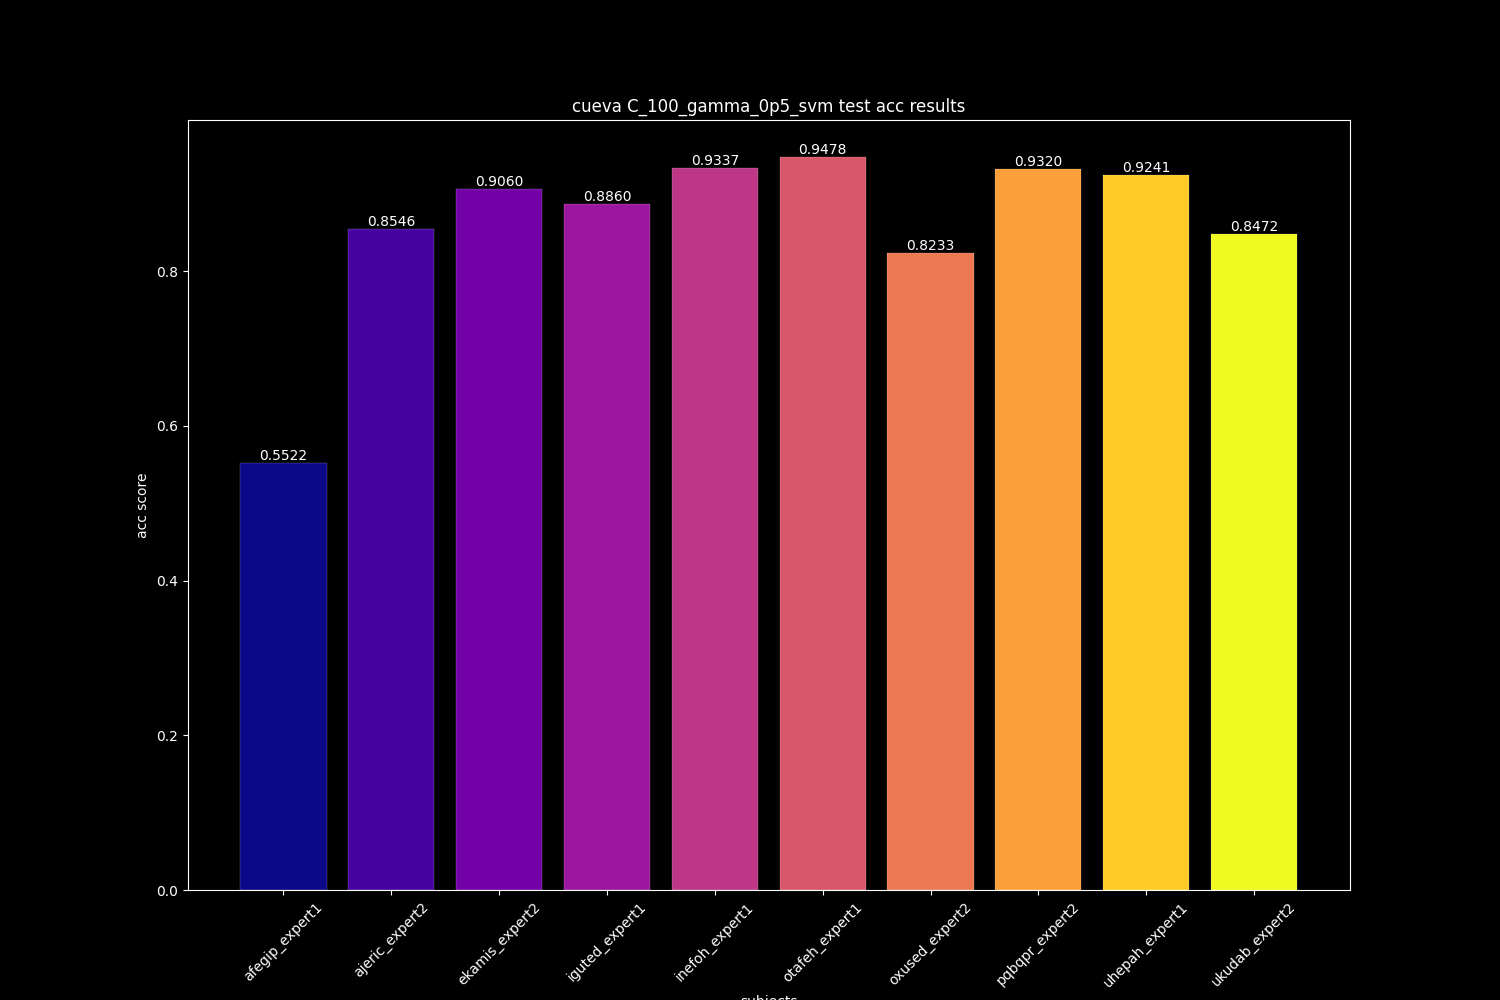 cueva C_100_gamma_0p5_svm test acc results
0.5522
0.8546
0.9060
0.8860
0.9337
0.9478
0.8233
0.9320
0.9241
0.8472
acc score
0.8
0.6
0.4
0.2
0.0
afegip_expert1
ajeric_expert2
ekamis_expert2
iguted_expert1
inefoh_expert1
otafeh_expert1
oxused_expert2
pqbqpr_expert2
uhepah_expert1
ukudab_expert2
subjects